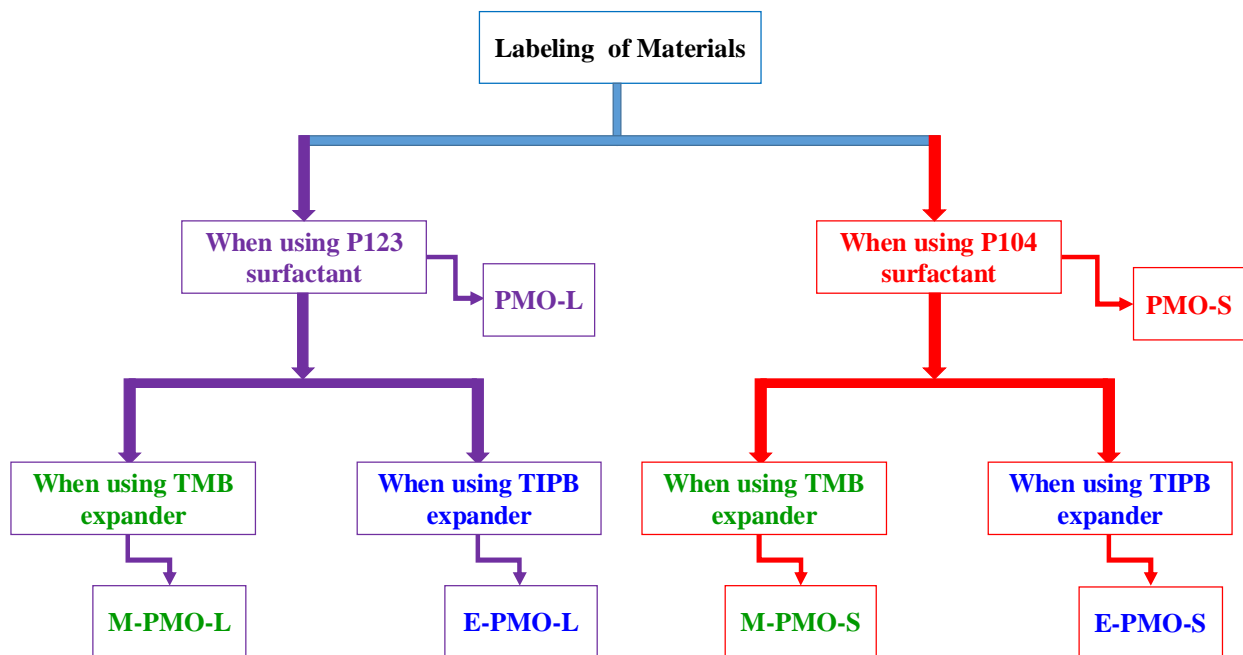 Labeling  of Materials
When using P123
surfactant
PMO-L
When using P104
surfactant
PMO-S
When using TMB
expander
When using TIPB
expander
When using TMB
expander
When using TIPB
expander
M-PMO-L
E-PMO-L
M-PMO-S
E-PMO-S